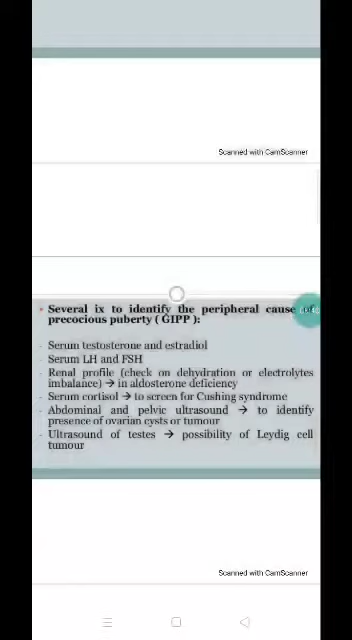 Scanned with CamScanner
• Several ix to identify the peripheral cause of
precocious puberty ( GIPP ):
- Serum testosterone and estradiol
- Serum LH and FSH
- Renal profile (check on dehydration or electrolytes
imbalance) → in aldosterone deficiency
- Serum cortisol → to screen for Cushing syndrome
- Abdominal and pelvic ultrasound → to identify
presence of ovarian cysts or tumour
- Ultrasound of testes → possibility of Leydig cell
tumour
Scanned with CamScanner